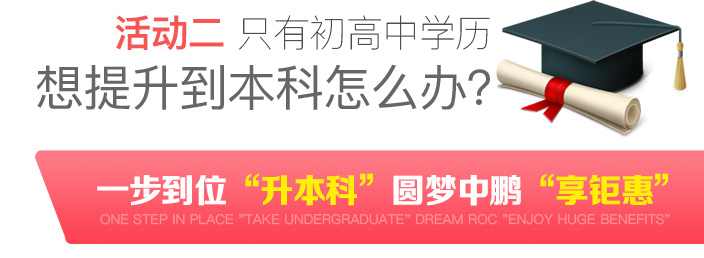 活动二 只有初高中学历
想提升到本科怎么办?
一步到位“升本科”圆梦中鹏“享钜惠”
ONE STEP IN PLACE "TAKE UNDERGRADUATE" DREAM ROC "ENJOY HUGE BENEFITS"